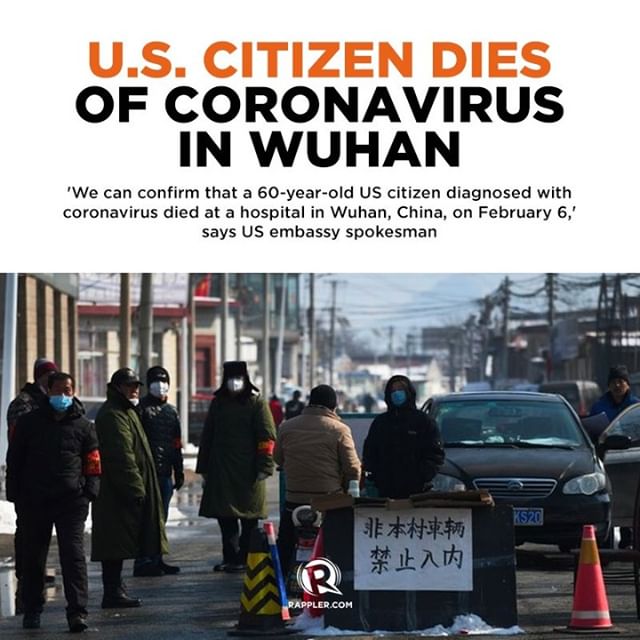 U.S. CITIZEN DIES
OF CORONAVIRUS
IN WUHAN
'We can confirm that a 60-year-old US citizen diagnosed with
coronavirus died at a hospital in Wuhan, China, on February 6,'
says US embassy spokesman
非本村車辆
禁止入内
KS20
R
RAPPLER.COM